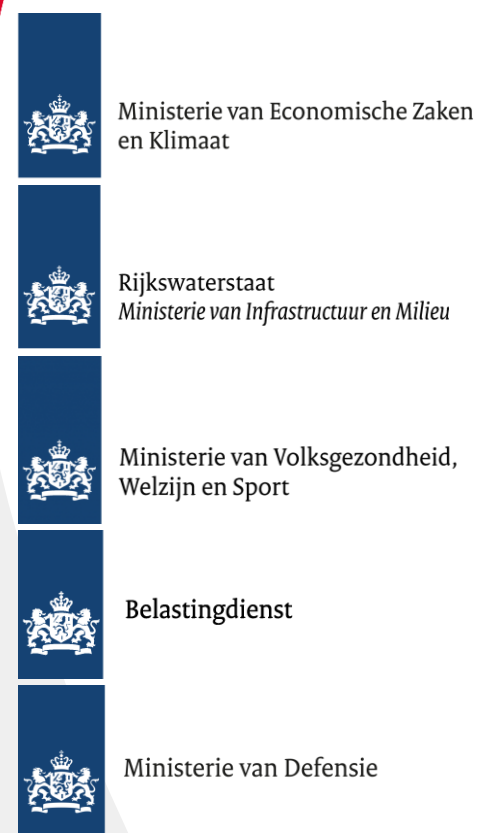 Ministerie van Economische Zaken
en Klimaat
Rijkswaterstaat
Ministerie van Infrastructuur en Milieu
Ministerie van Volksgezondheid,
Welzijn en Sport
Belastingdienst
Ministerie van Defensie